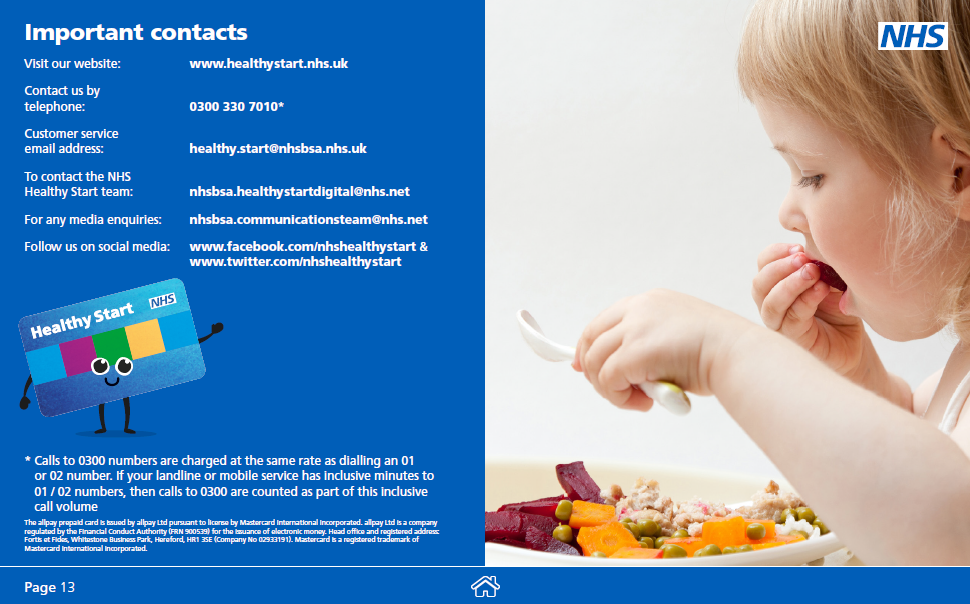 Important contacts
Visit our website: www.healthystart.nhs.uk
Contact us by
telephone: 0300 330 7010*
Customer service
email address: healthy.start@nhsbsa.nhs.uk
To contact the NHS
Healthy Start team: nhsbsa.healthystartdigital@nhs.net
For any media enquiries: nhsbsa.communicationsteam@nhs.net
Follow us on social media: www.facebook.com/nhshealthystart &
www.twitter.com/nhshealthystart
NHS
Healthy Start NHS
* Calls to 0300 numbers are charged at the same rate as dialling an 01
or 02 number. If your landline or mobile service has inclusive minutes to
01 / 02 numbers, then calls to 0300 are counted as part of this inclusive
call volume
The allpay prepaid card is issued by allpay Ltd pursuant to license by Mastercard International Incorporated. allpay Ltd is a company
regulated by the Financial Conduct Authority (FRN 900539) for the issuance of electronic money. Head office and registered address:
Fortis et Fides, Whitestone Business Park, Hereford, HR1 3SE (Company No 02933191). Mastercard is a registered trademark of
Mastercard International Incorporated.
Page 13